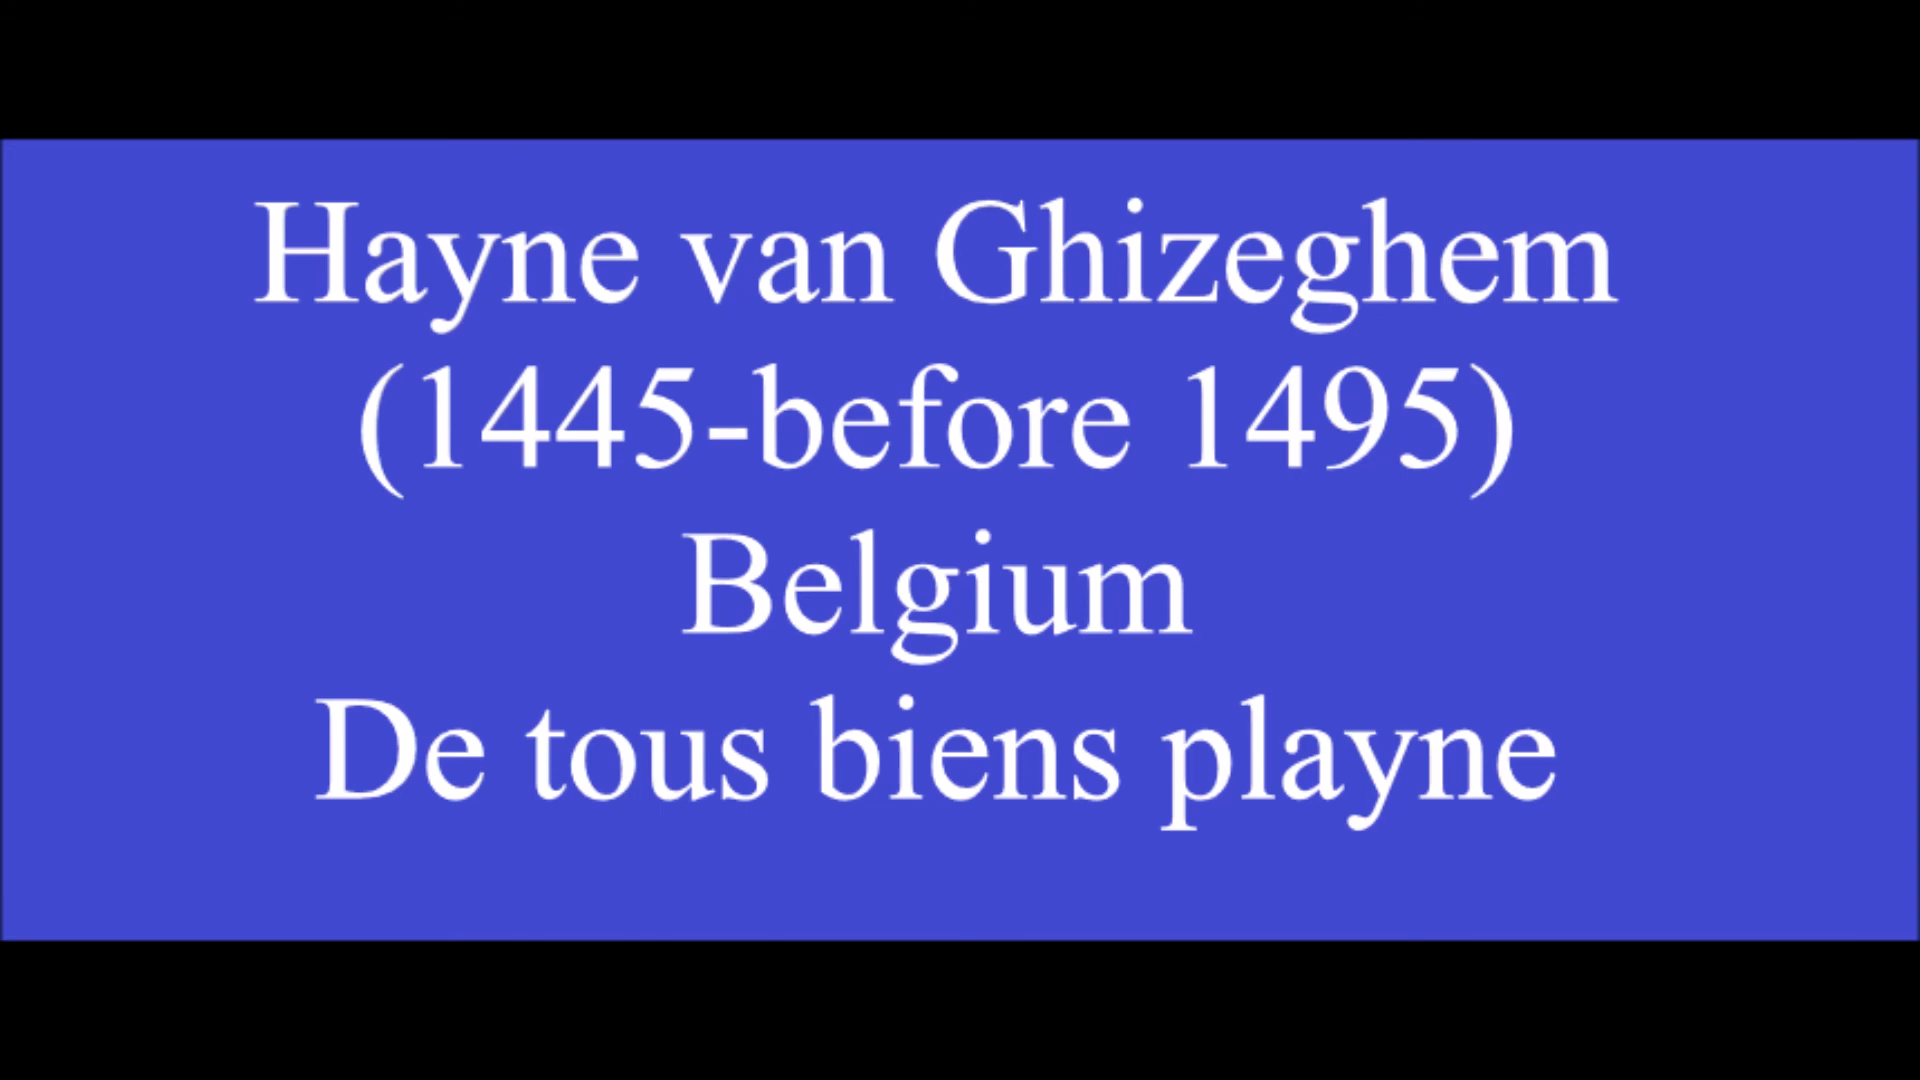 Hayne van Ghizeghem
(1445-before 1495)
Belgium
De tous biens playne